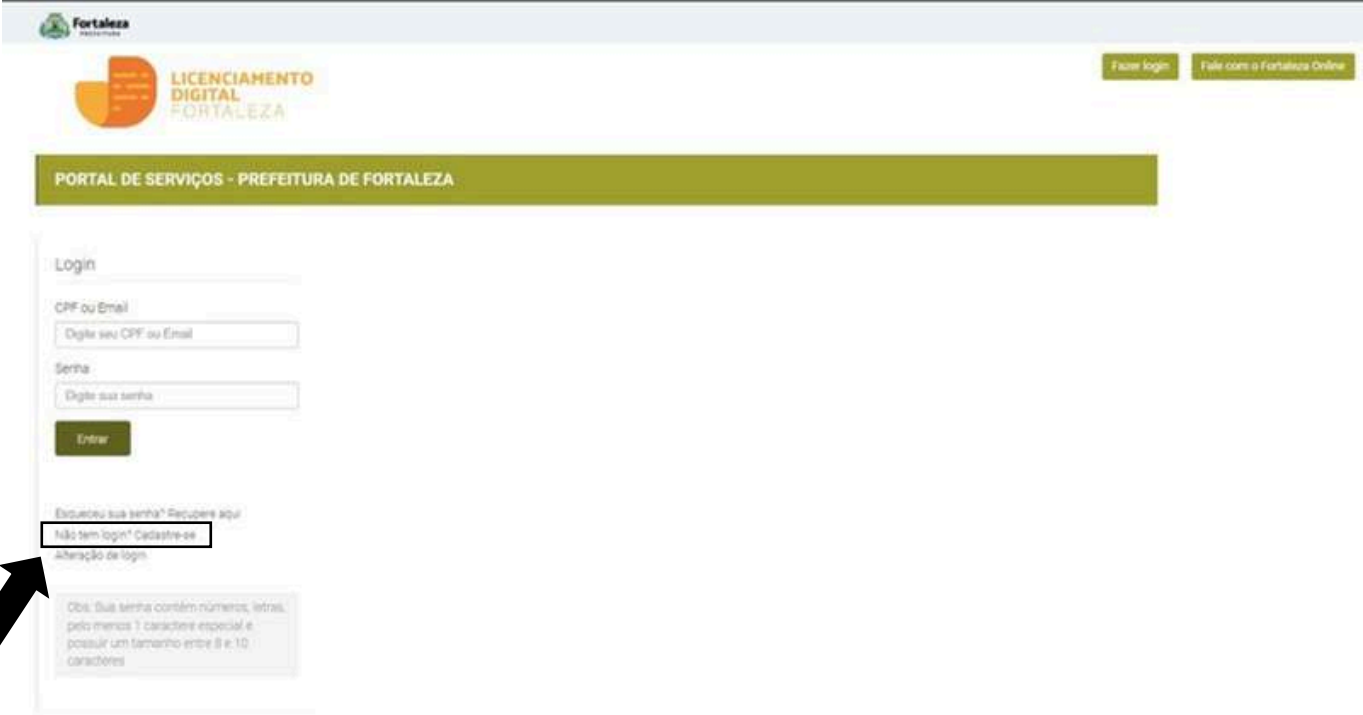 Fortaleza
PREFEITURA
LICENCIAMENTO
DIGITAL
FORTALEZA
Fazer login
Fale com o Fortaleza Online
PORTAL DE SERVIÇOS - PREFEITURA DE FORTALEZA
Login
CPF ou Email
Digite seu CPF ou Email
Senha
Digite sua senha
Entrar
Esqueceu sua senha? Recupere aqui
Não tem login? Cadastre-se
Alteração de login
Obs: Sua senha contém números, letras,
pelo menos 1 caractere especial e
possuir um tamanho entre 8 e 10
caracteres